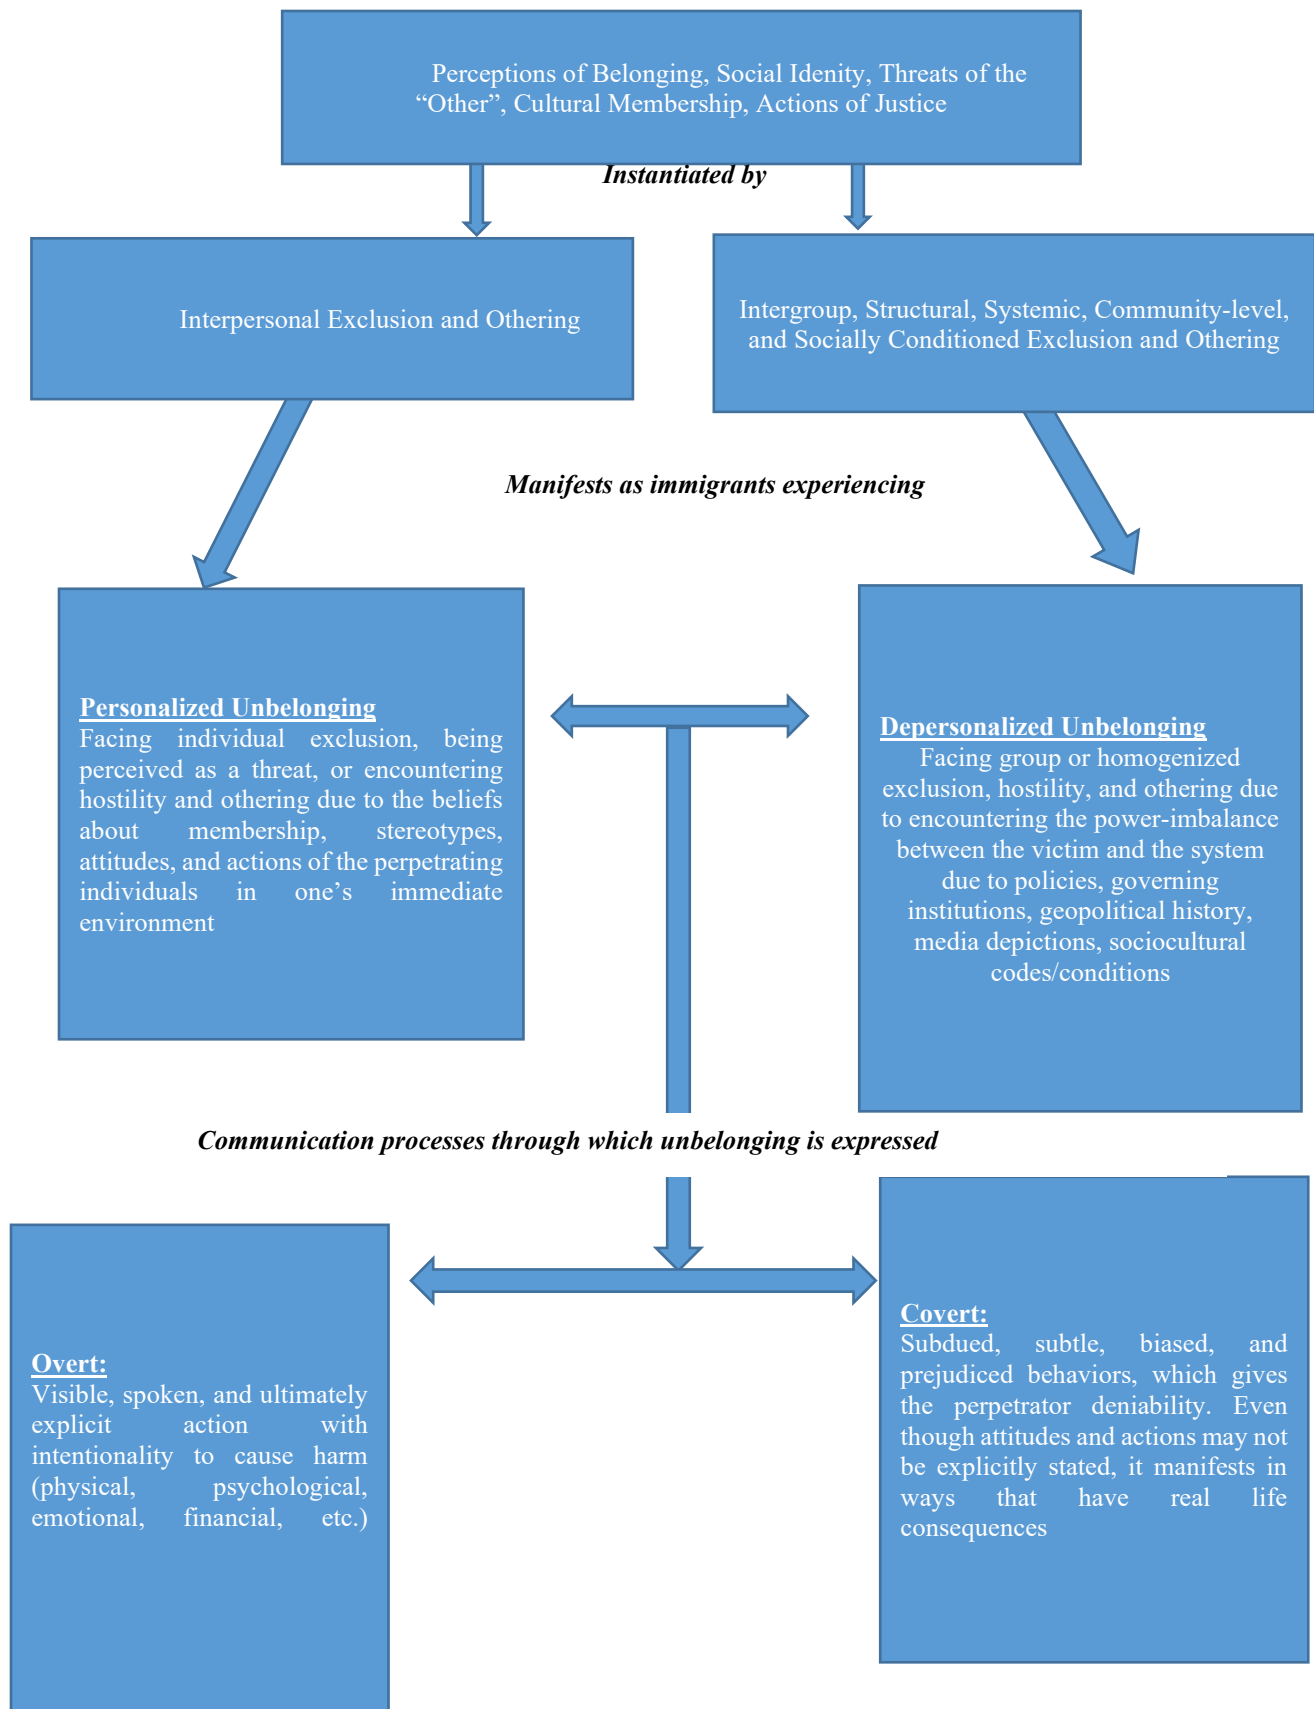 Perceptions of Belonging, Social Idenity, Threats of the
“Other”, Cultural Membership, Actions of Justice
Instantiated by
Interpersonal Exclusion and Othering
Intergroup, Structural, Systemic, Community-level,
and Socially Conditioned Exclusion and Othering
Manifests as immigrants experiencing
Personalized Unbelonging
Facing individual exclusion, being
perceived as a threat, or encountering
hostility and othering due to the beliefs
about membership, stereotypes,
attitudes, and actions of the perpetrating
individuals in one’s immediate
environment
Depersonalized Unbelonging
Facing group or homogenized
exclusion, hostility, and othering due
to encountering the power-imbalance
between the victim and the system
due to policies, governing
institutions, geopolitical history,
media depictions, sociocultural
codes/conditions
Communication processes through which unbelonging is expressed
Overt:
Visible, spoken, and ultimately
explicit action with
intentionality to cause harm
(physical, psychological,
emotional, financial, etc.)
Covert:
Subdued, subtle, biased, and
prejudiced behaviors, which gives
the perpetrator deniability. Even
though attitudes and actions may not
be explicitly stated, it manifests in
ways that have real life
consequences